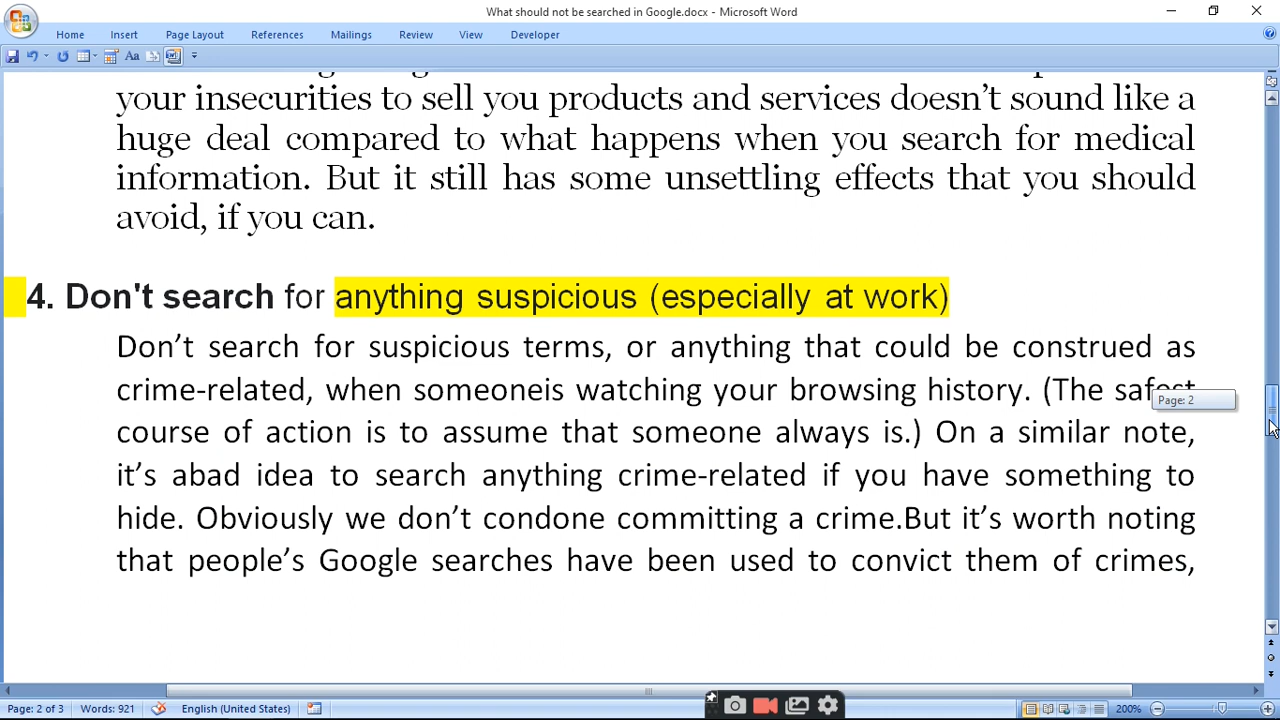 What should not be searched in Google.docx - Microsoft Word
Home Insert Page Layout References Mailings Review View Developer
your insecurities to sell you products and services doesn't sound like a
huge deal compared to what happens when you search for medical
information. But it still has some unsettling effects that you should
avoid, if you can.
4. Don't search for anything suspicious (especially at work)
Don't search for suspicious terms, or anything that could be construed as
crime-related, when someoneis watching your browsing history. (The safest
Page: 2
course of action is to assume that someone always is.) On a similar note,
it's abad idea to search anything crime-related if you have something to
hide. Obviously we don't condone committing a crime.But it's worth noting
that people's Google searches have been used to convict them of crimes,
Page: 2 of 3 Words: 921 English (United States) 200%